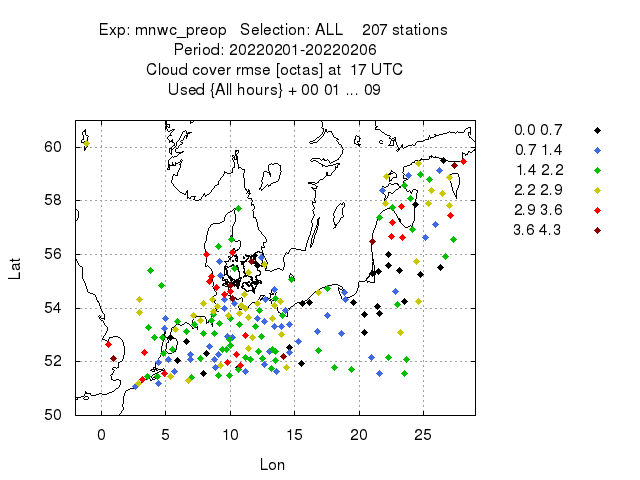 Exp: mnwc_preop   Selection: ALL    207 stations
Period: 20220201-20220206
Cloud cover rmse [octas] at  17 UTC
Used {All hours} + 00 01 ... 09
0.0 0.7
0.7 1.4
1.4 2.2
2.2 2.9
2.9 3.6
3.6 4.3
60
58
56
54
52
50
Lat
0 5 10 15 20 25
Lon